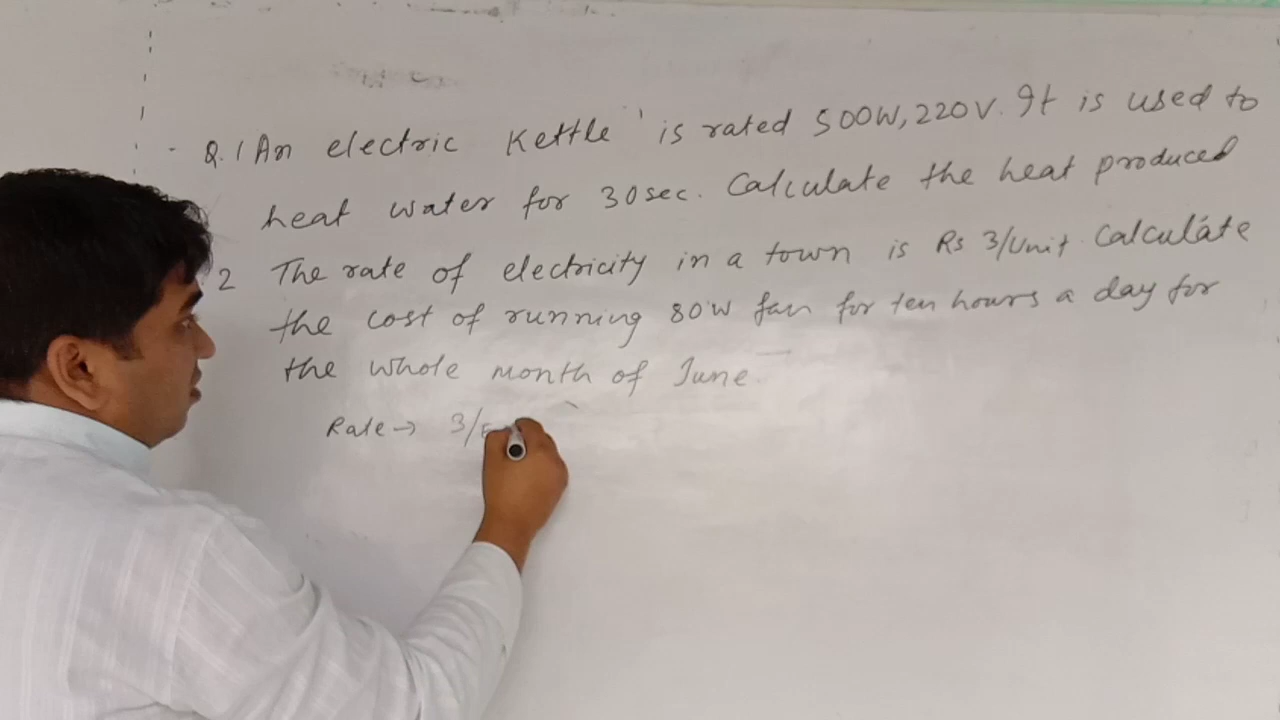 Q.1 An electric Kettle is rated 500W, 220V. It is used to
heat water for 30 sec. Calculate the heat produced
2 The rate of electricity in a town is Rs 3/Unit. Calculate
the cost of running 80W fan for ten hours a day for
the whole month of June.
Rate → 3/